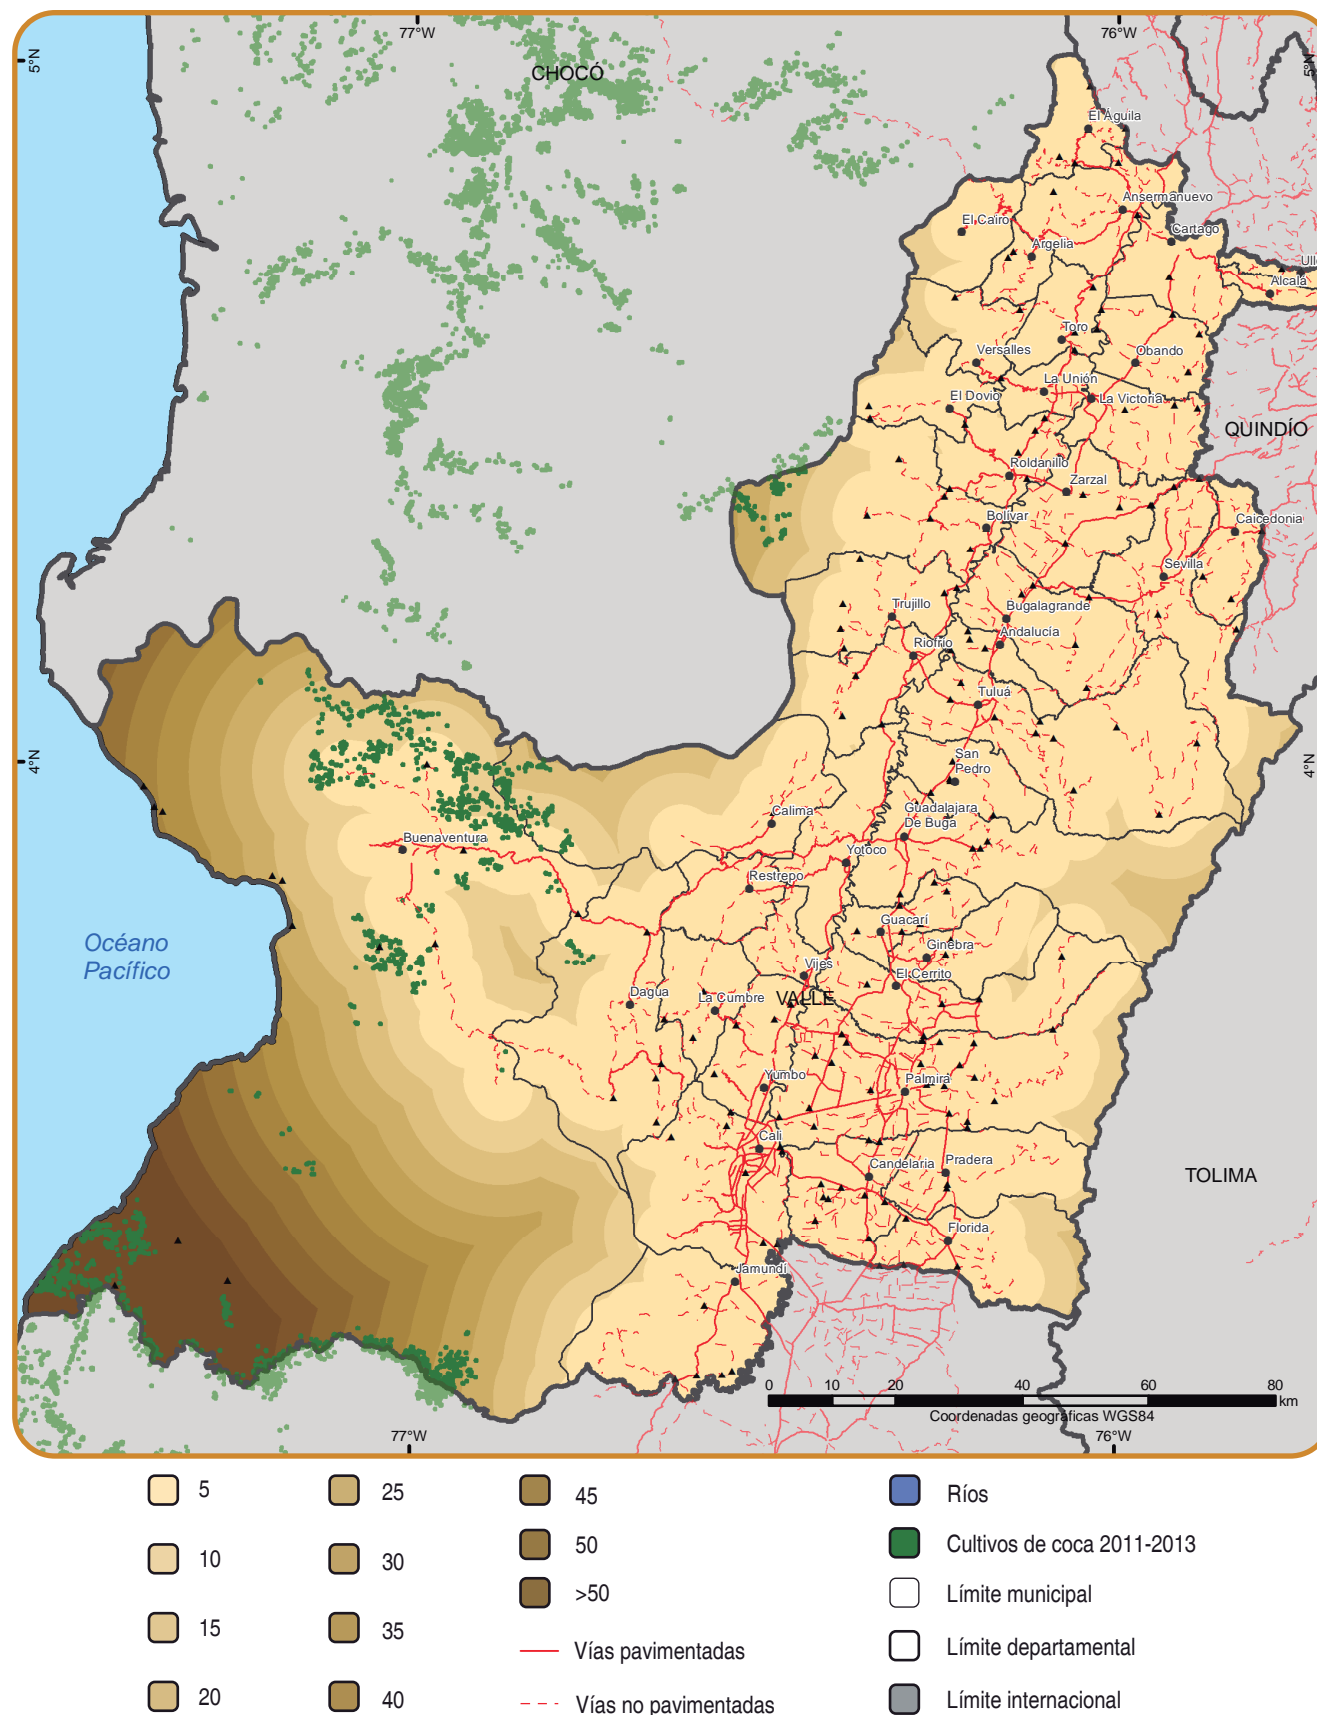 77°W
76°W
5°N
5°N
CHOCÓ
El Águila
Ansermanuevo
El Cairo
Cartago
Argelia
Ull
Alcalá
Toro
Versalles
Obando
La Unión
El Dovio
La Victoria
QUINDÍO
Roldanillo
Zarzal
Bolívar
Caicedonia
Sevilla
Trujillo
Bugalagrande
Andalucía
Riofrío
Tuluá
4°N
San
Pedro
4°N
Calima
Guadalajara
De Buga
Buenaventura
Yotoco
Restrepo
Guacarí
Océano
Pacífico
Ginebra
Vijes
El Cerrito
Dagua
La Cumbre
VALLE
Yumbo
Palmira
Cali
Candelaria
Pradera
TOLIMA
Florida
Jamundí
0 10 20 40 60 80
km
Coordenadas geográficas WGS84
77°W
76°W
5
25
45
Ríos
10
30
50
Cultivos de coca 2011-2013
15
35
>50
Límite municipal
20
40
Vías pavimentadas
Límite departamental
Vías no pavimentadas
Límite internacional